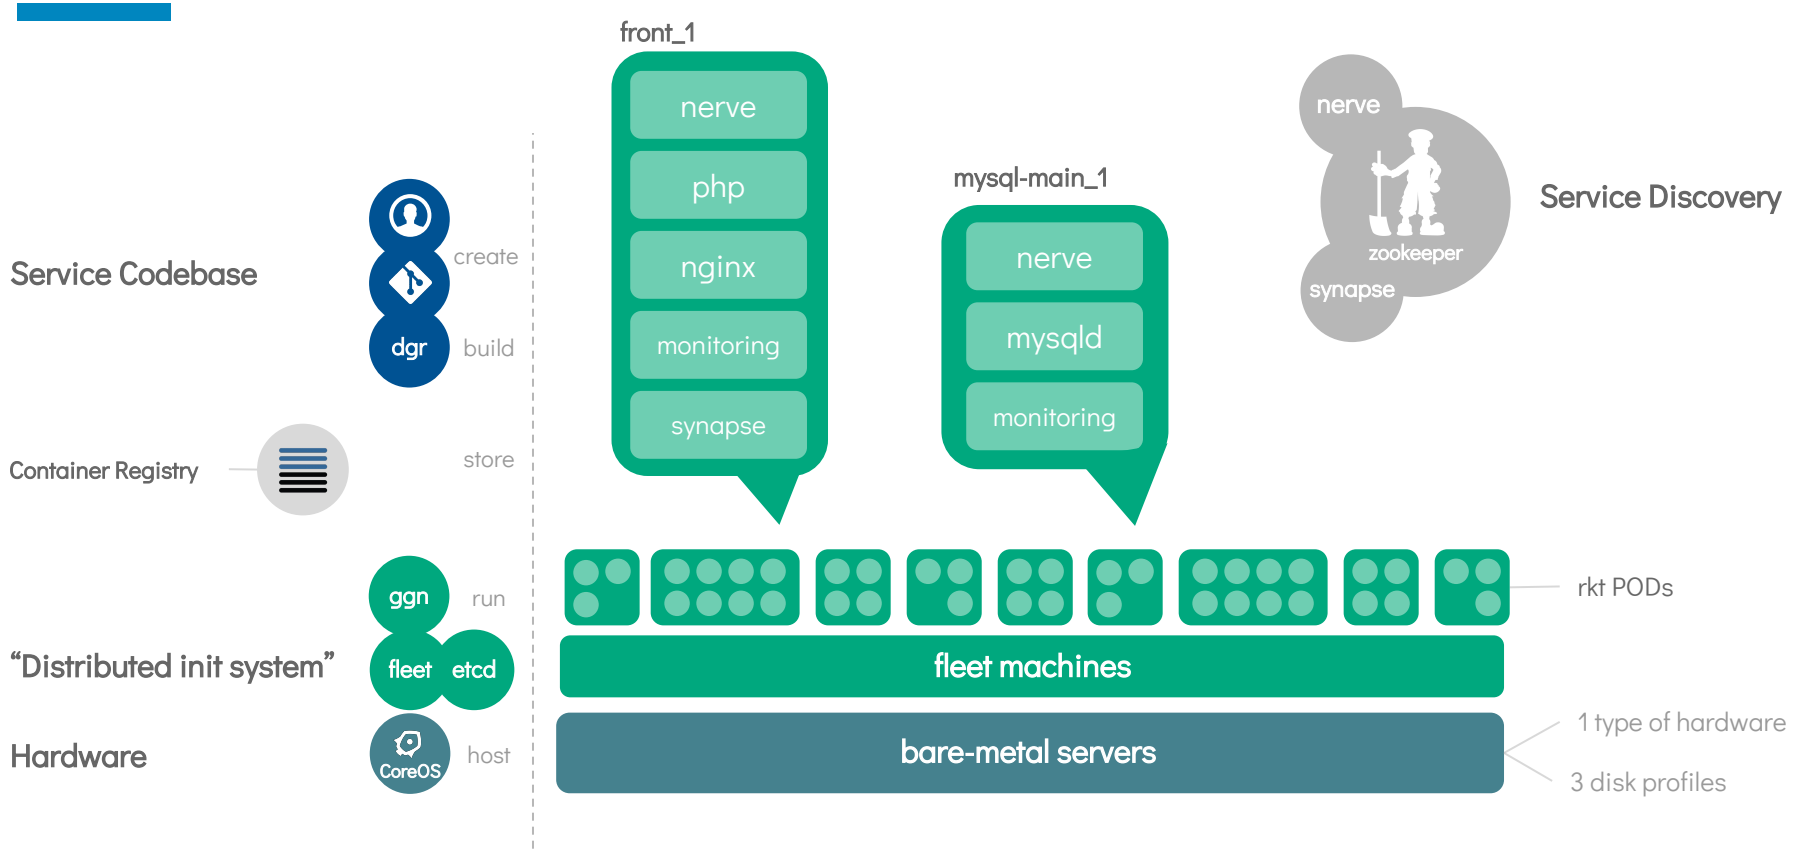 front_1
nerve
php
nginx
monitoring
synapse
mysql-main_1
nerve
mysqld
monitoring
nerve
zookeeper
synapse
Service Discovery
Service Codebase
create
dgr
build
Container Registry
store
ggn
run
“Distributed init system”
fleet
etcd
Hardware
CoreOS
host
rkt PODs
fleet machines
bare-metal servers
1 type of hardware
3 disk profiles